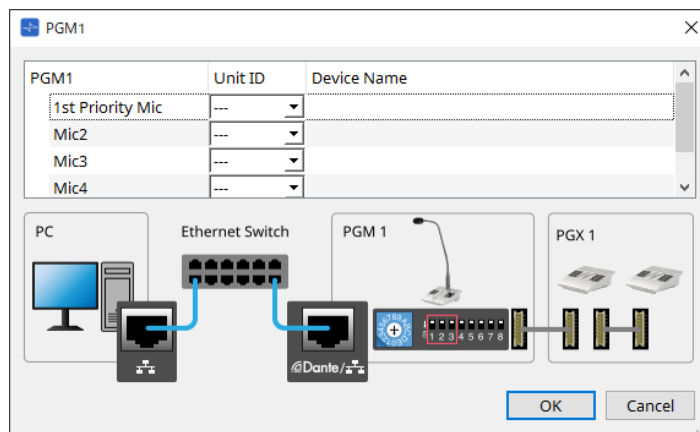 PGM1
PGM1 Unit ID Device Name
1st Priority Mic ---
Mic2 ---
Mic3 ---
Mic4 ---
PC Ethernet Switch PGM 1 PGX 1
1 2 3 4 5 6 7 8
Dante/
OK Cancel